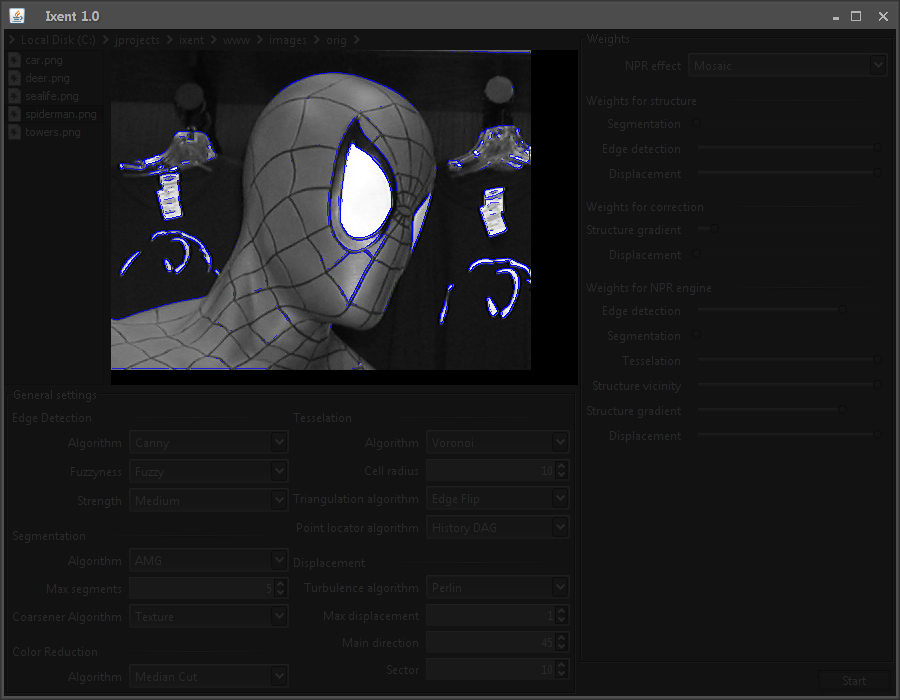 Ixent 1.0
Local Disk (C:) jprojects ixent www images orig
car.png
deer.png
sealife.png
spiderman.png
towers.png
General settings
Edge Detection
Algorithm Canny
Fuzzyness Fuzzy
Strength Medium
Segmentation
Algorithm AMG
Max segments 5
Coarsener Algorithm Texture
Color Reduction
Algorithm Median Cut
Tesselation
Algorithm Voronoi
Cell radius 10
Triangulation algorithm Edge Flip
Point locator algorithm History DAG
Displacement
Turbulence algorithm Perlin
Max displacement 1
Main direction 45
Sector 10
Weights
NPR effect Mosaic
Weights for structure
Segmentation
Edge detection
Displacement
Weights for correction
Structure gradient
Displacement
Weights for NPR engine
Edge detection
Segmentation
Tesselation
Structure vicinity
Structure gradient
Displacement
Start